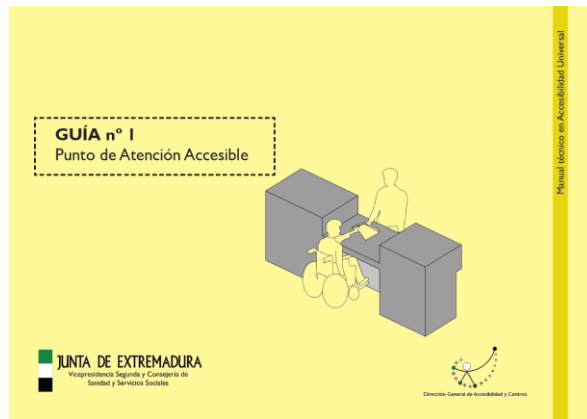 GUÍA nº 1
Punto de Atención Accesible
Manual técnico en Accesibilidad Universal
JUNTA DE EXTREMADURA
Vicepresidencia Segunda y Consejería de
Sanidad y Servicios Sociales
Dirección General de Accesibilidad y Centros